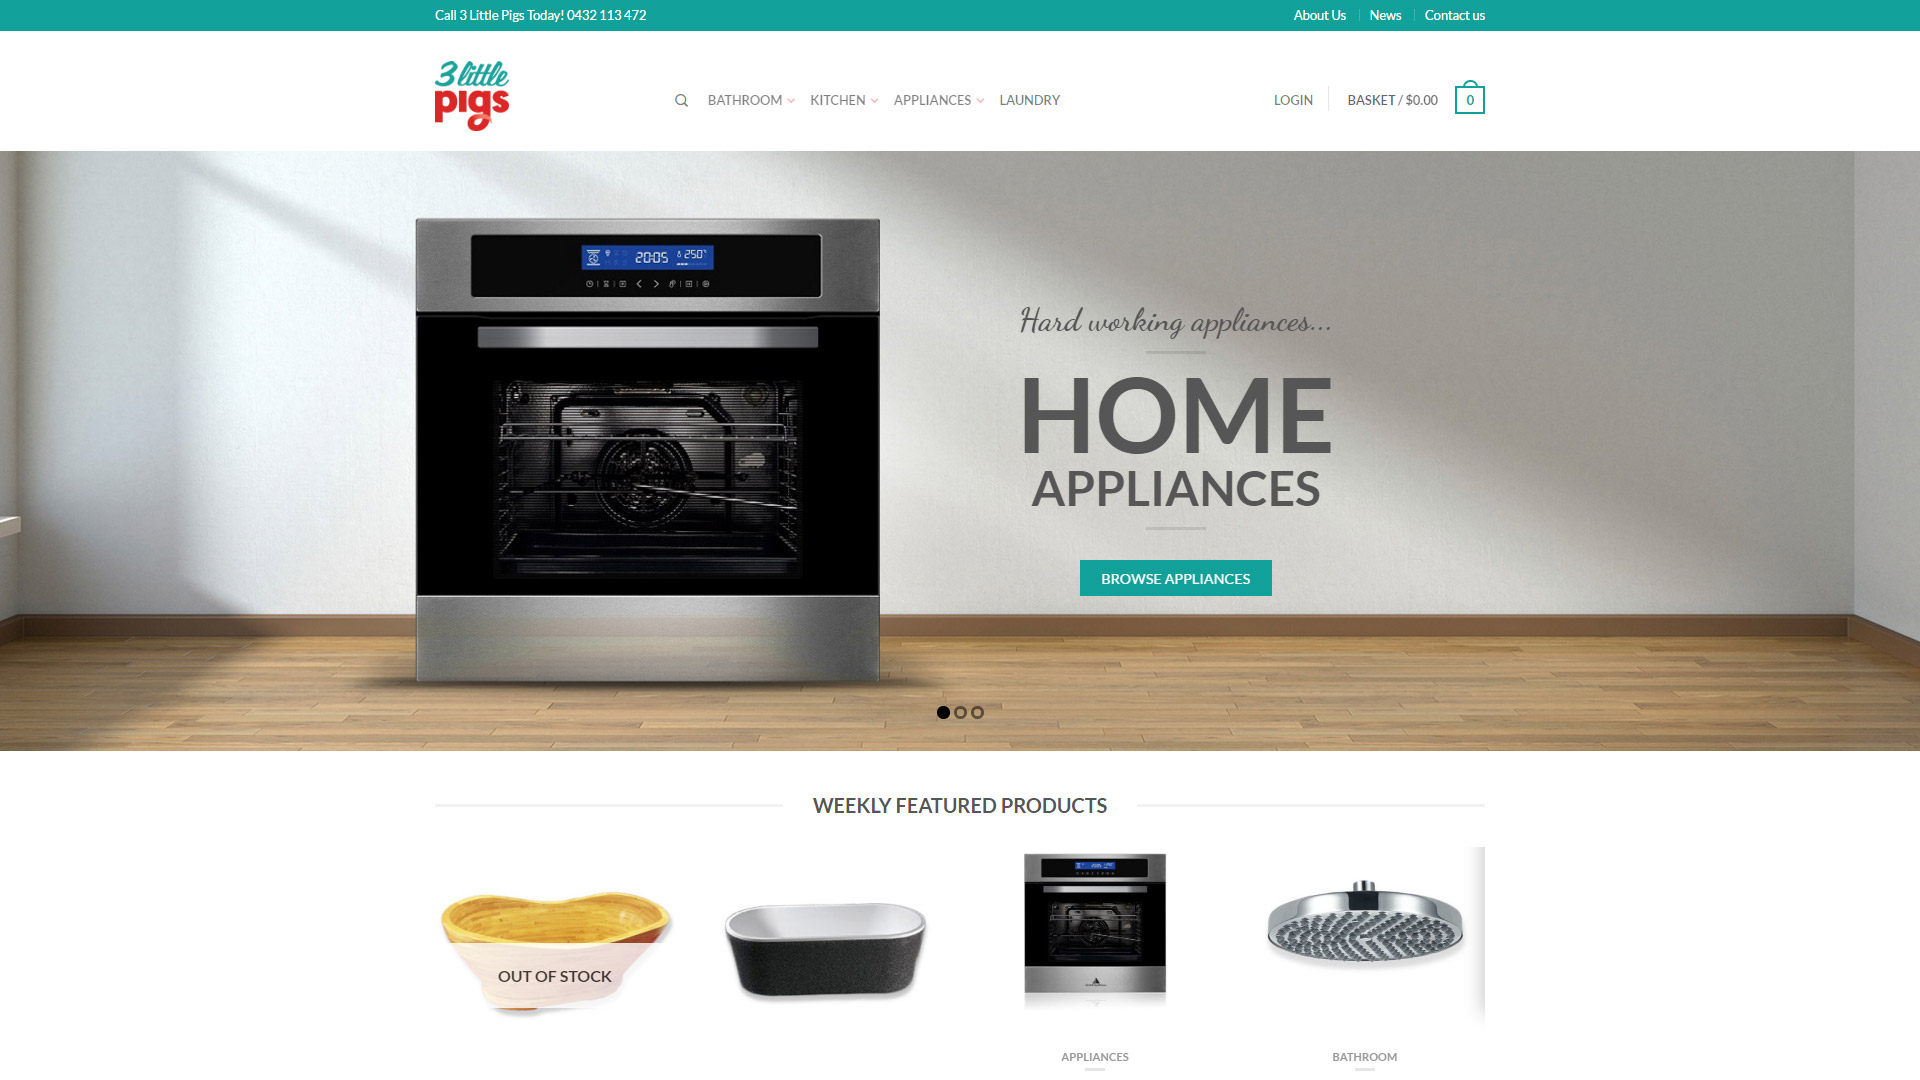 Call 3 Little Pigs Today! 0432 113 472
About Us
News
Contact us
3 little
pigs
BATHROOM
KITCHEN
APPLIANCES
LAUNDRY
LOGIN
BASKET / $0.00
0
20:05
250°
Hard working appliances...
HOME
APPLIANCES
BROWSE APPLIANCES
WEEKLY FEATURED PRODUCTS
OUT OF STOCK
APPLIANCES
BATHROOM